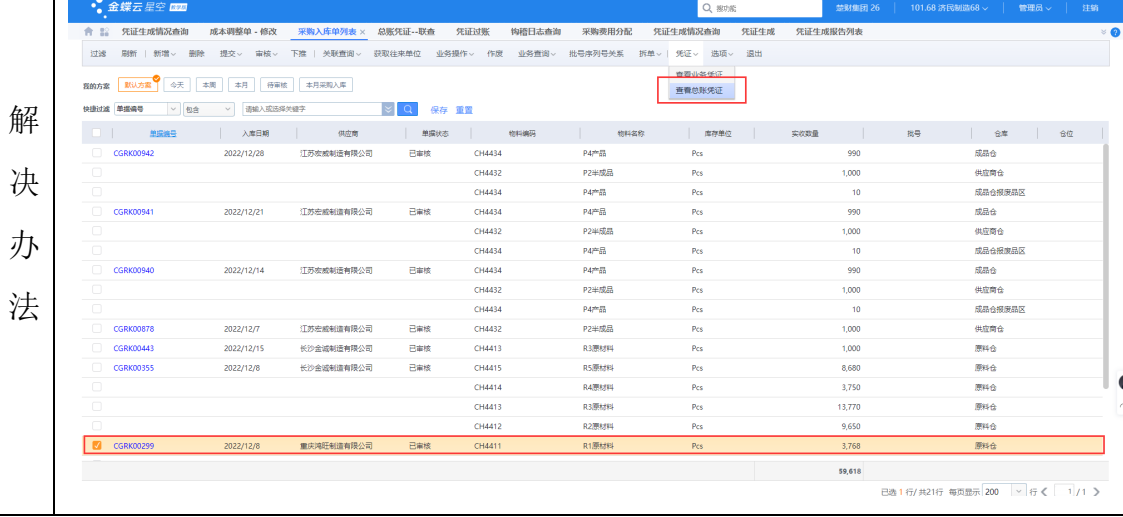 解决办法
金蝶云 星空 教学版 搜功能 楚财集团 26 101.68 济民制造68 管理员 注销
凭证生成情况查询 成本调整单 - 修改 采购入库单列表 × 总账凭证--联查 凭证过账 钩稽日志查询 采购费用分配 凭证生成情况查询 凭证生成 凭证生成报告列表
过滤 刷新 新增 删除 提交 审核 下推 关联查询 获取往来单位 业务操作 作废 业务查询 批号序列号关系 拆单 凭证 选项 退出
查看业务凭证
查看总账凭证
我的方案 默认方案 今天 本周 本月 待审核 本月采购入库
快捷过滤 单据编号 包含 请输入或选择关键字 保存 重置
单据编号 入库日期 供应商 单据状态 物料编码 物料名称 库存单位 实收数量 批号 仓库 仓位
CGRK00942 2022/12/28 江苏宏威制造有限公司 已审核 CH4434 P4产品 Pcs 990 成品仓
CH4432 P2半成品 Pcs 1,000 供应商仓
CH4434 P4产品 Pcs 10 成品仓报废品区
CGRK00941 2022/12/21 江苏宏威制造有限公司 已审核 CH4434 P4产品 Pcs 990 成品仓
CH4432 P2半成品 Pcs 1,000 供应商仓
CH4434 P4产品 Pcs 10 成品仓报废品区
CGRK00940 2022/12/14 江苏宏威制造有限公司 已审核 CH4434 P4产品 Pcs 990 成品仓
CH4432 P2半成品 Pcs 1,000 供应商仓
CH4434 P4产品 Pcs 10 成品仓报废品区
CGRK00878 2022/12/7 江苏宏威制造有限公司 已审核 CH4432 P2半成品 Pcs 1,000 供应商仓
CGRK00443 2022/12/15 长沙金诚制造有限公司 已审核 CH4413 R3原材料 Pcs 1,000 原料仓
CGRK00355 2022/12/8 长沙金诚制造有限公司 已审核 CH4415 R5原材料 Pcs 8,680 原料仓
CH4414 R4原材料 Pcs 3,750 原料仓
CH4413 R3原材料 Pcs 13,770 原料仓
CH4412 R2原材料 Pcs 9,650 原料仓
CGRK00299 2022/12/8 重庆鸿旺制造有限公司 已审核 CH4411 R1原材料 Pcs 3,768 原料仓
59,618
已选 1 行/ 共21行 每页显示 200 行 1 / 1